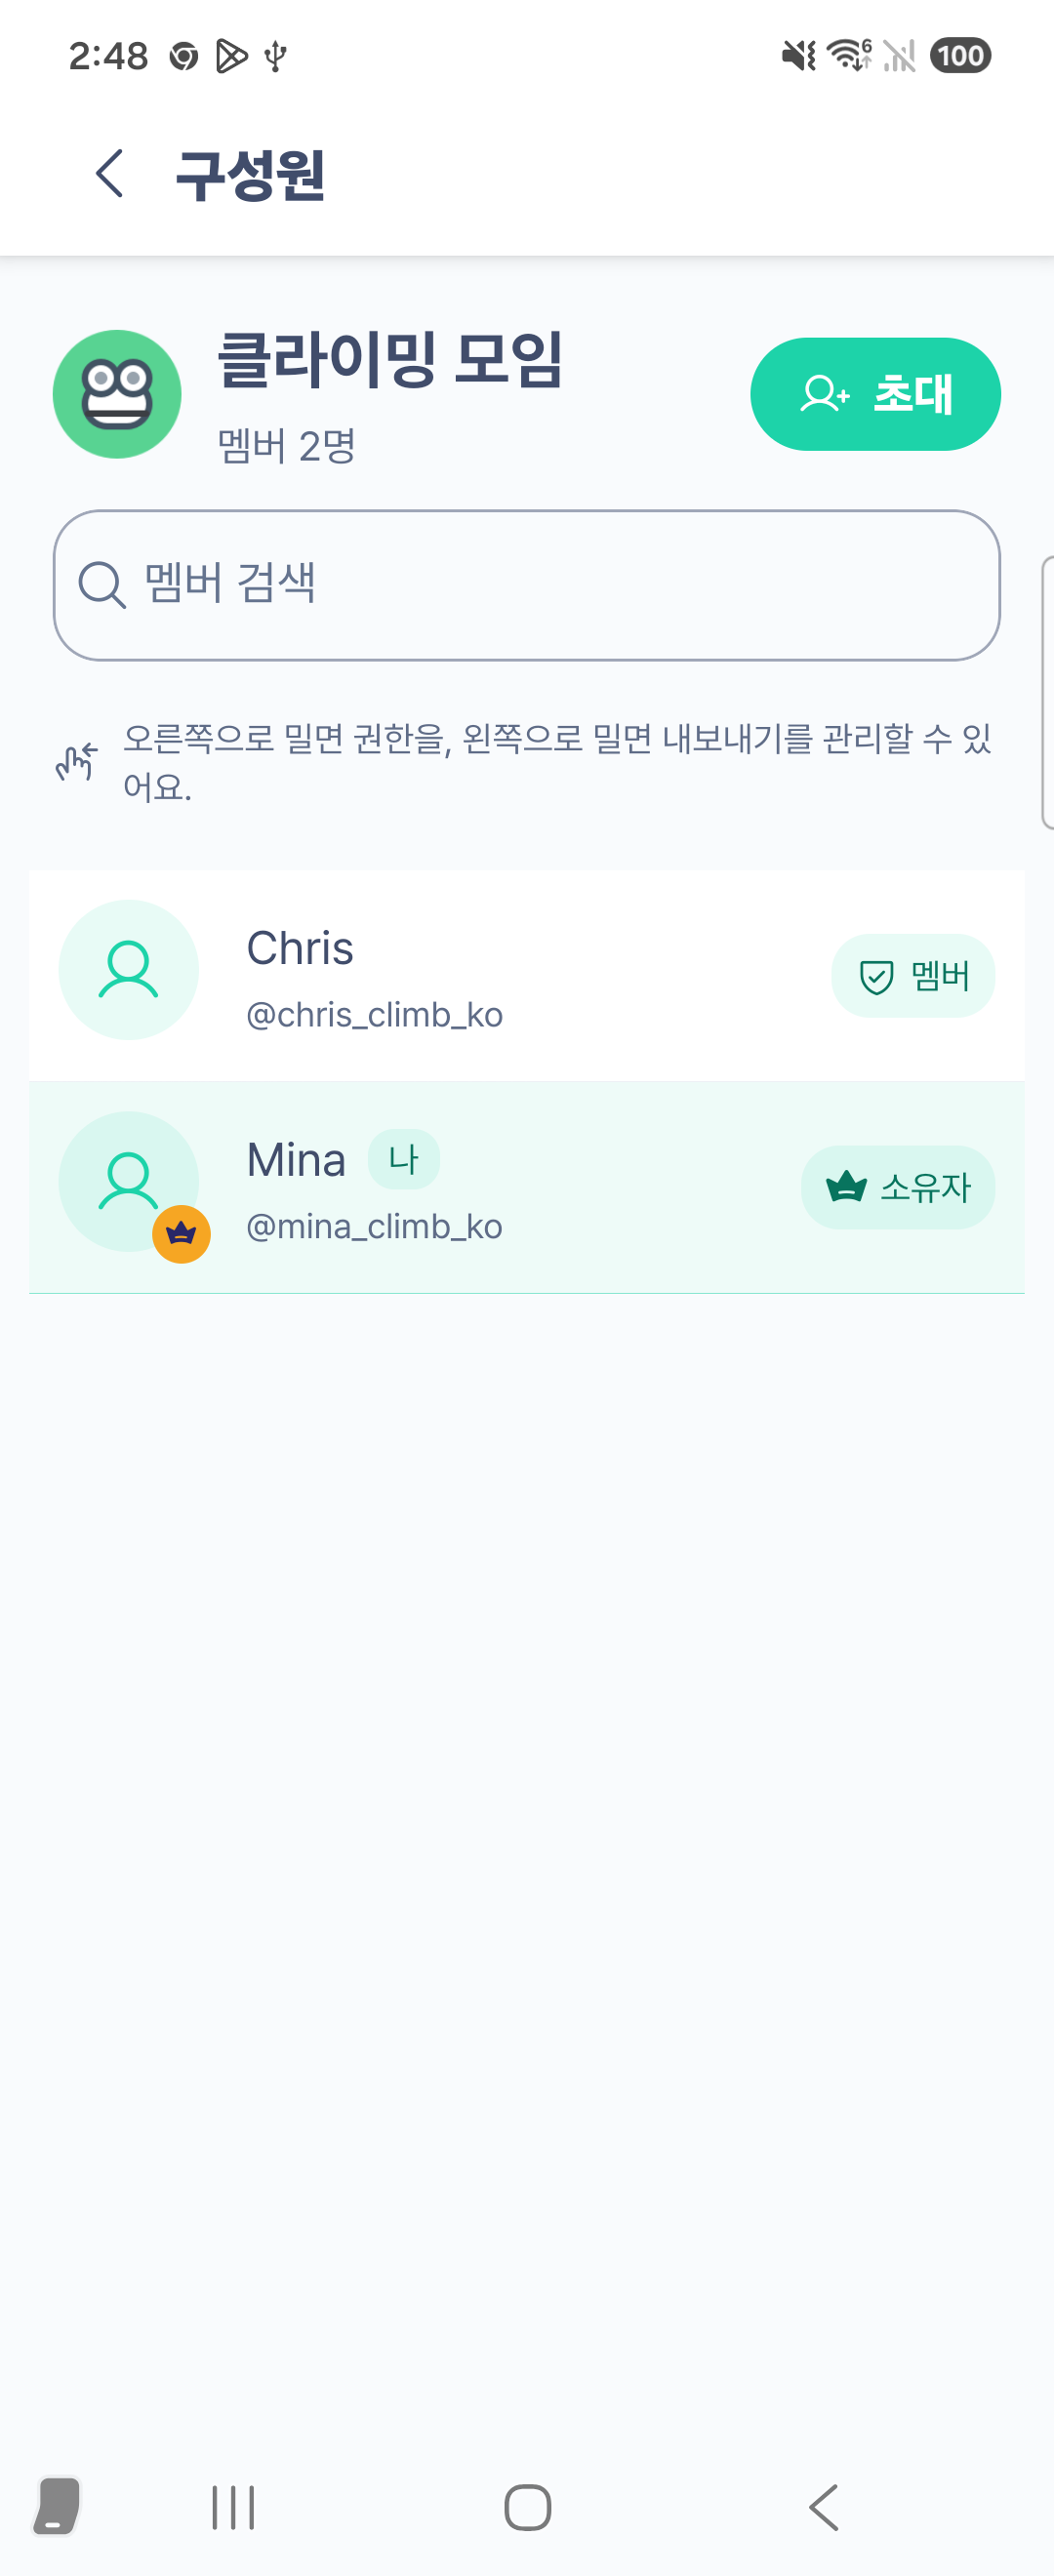 2:48
6
100
구성원
클라이밍 모임
멤버 2명
초대
멤버 검색
오른쪽으로 밀면 권한을, 왼쪽으로 밀면 내보내기를 관리할 수 있
어요.
Chris
@chris_climb_ko
멤버
Mina 나
@mina_climb_ko
소유자